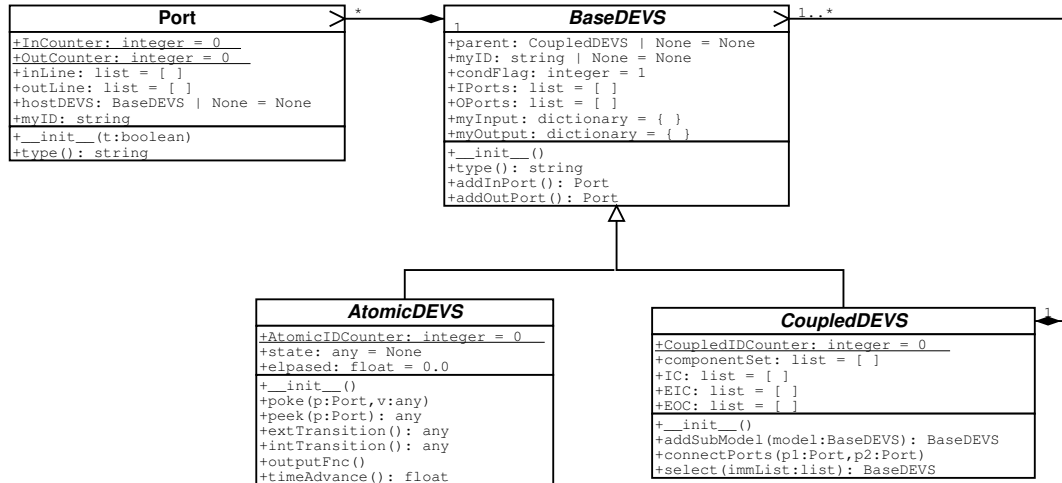 Port
+InCounter: integer = 0
+OutCounter: integer = 0
+inLine: list = [ ]
+outLine: list = [ ]
+hostDEVS: BaseDEVS | None = None
+myID: string
+__init__(t:boolean)
+type(): string
*
1
BaseDEVS
+parent: CoupledDEVS | None = None
+myID: string | None = None
+condFlag: integer = 1
+IPorts: list = [ ]
+OPorts: list = [ ]
+myInput: dictionary = { }
+myOutput: dictionary = { }
+__init__()
+type(): string
+addInPort(): Port
+addOutPort(): Port
1..*
AtomicDEVS
+AtomicIDCounter: integer = 0
+state: any = None
+elpased: float = 0.0
+__init__()
+poke(p:Port,v:any)
+peek(p:Port): any
+extTransition(): any
+intTransition(): any
+outputFnc()
+timeAdvance(): float
CoupledDEVS
1
+CoupledIDCounter: integer = 0
+componentSet: list = [ ]
+IC: list = [ ]
+EIC: list = [ ]
+EOC: list = [ ]
+__init__()
+addSubModel(model:BaseDEVS): BaseDEVS
+connectPorts(p1:Port,p2:Port)
+select(immList:list): BaseDEVS